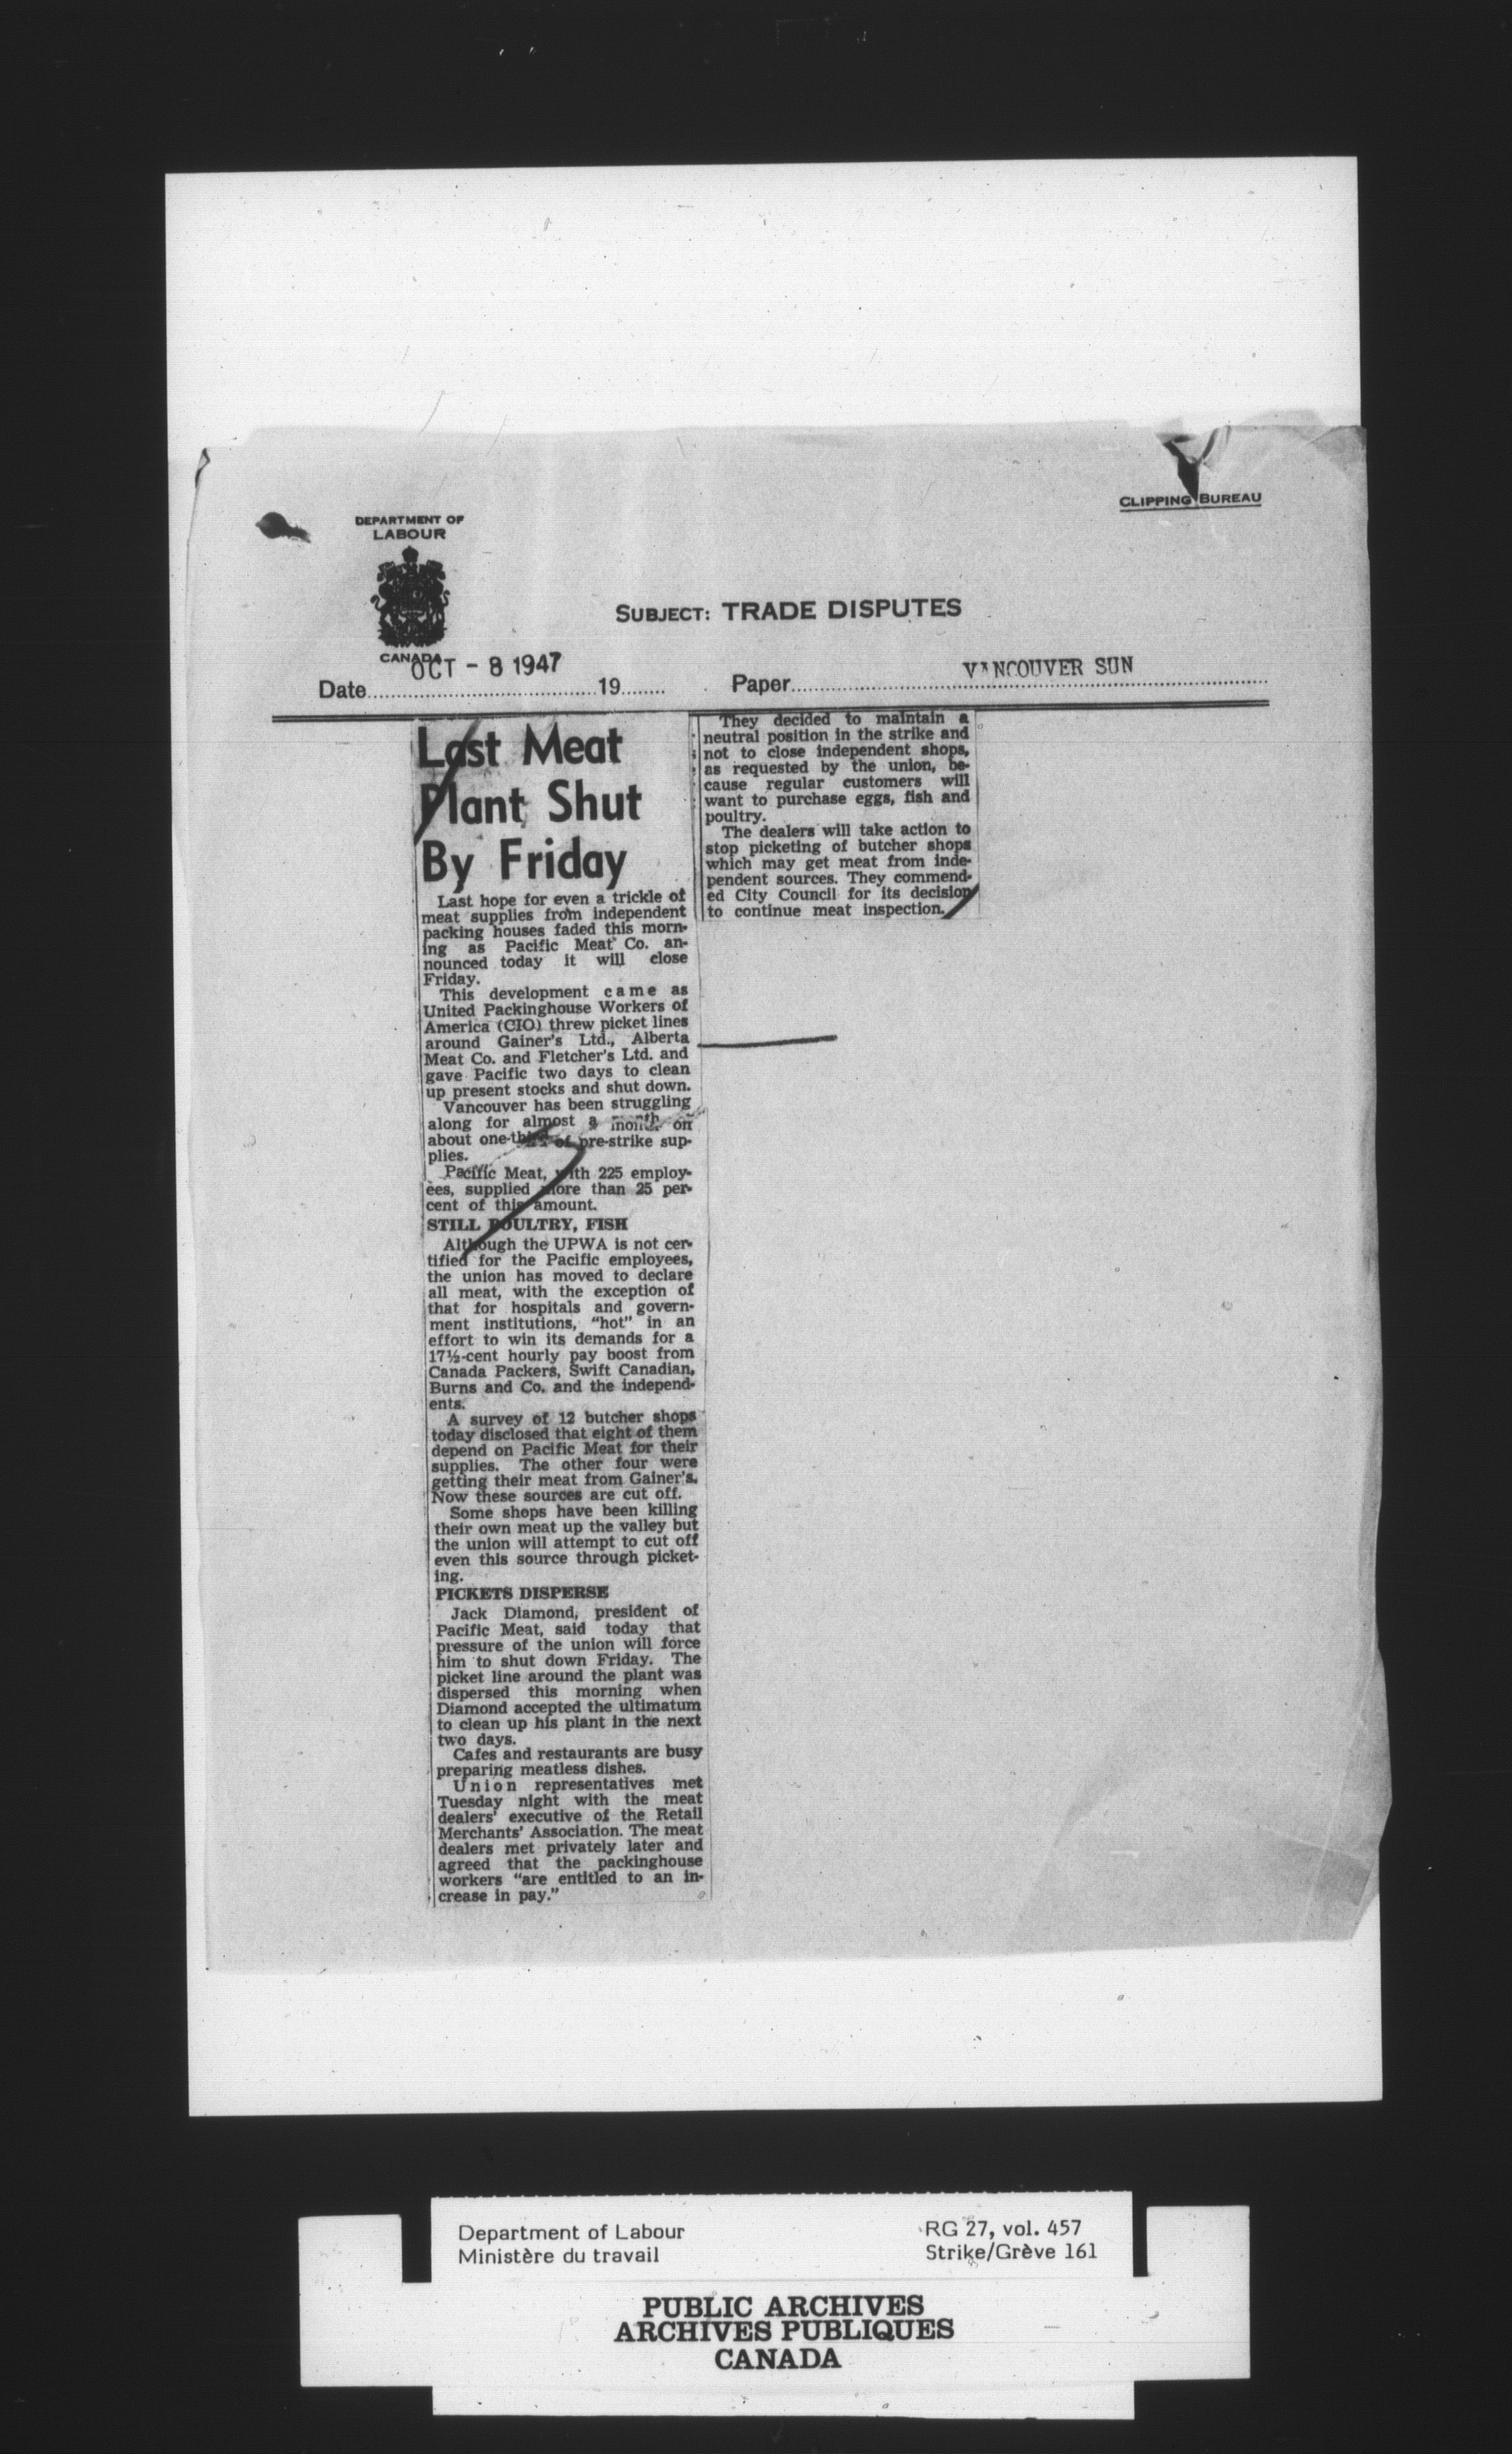 CLIPPING BUREAU
DEPARTMENT OF
LABOUR
CANADA
SUBJECT: TRADE DISPUTES
OCT - 8 1947
VANCOUVER SUN
Date 19 Paper
Last Meat
Plant Shut
By Friday
Last hope for even a trickle of
meat supplies from independent
packing houses faded this morn-
ing as Pacific Meat Co. an-
nounced today it will close
Friday.
This development came as
United Packinghouse Workers of
America (CIO) threw picket lines
around Gainer's Ltd., Alberta
Meat Co. and Fletcher's Ltd. and
gave Pacific two days to clean
up present stocks and shut down.
Vancouver has been struggling
along for almost a month on
about one-third of pre-strike sup-
plies.
Pacific Meat, with 225 employ-
ees, supplied more than 25 per-
cent of this amount.
STILL POULTRY, FISH
Although the UPWA is not cer-
tified for the Pacific employees,
the union has moved to declare
all meat, with the exception of
that for hospitals and govern-
ment institutions, "hot" in an
effort to win its demands for a
17½-cent hourly pay boost from
Canada Packers, Swift Canadian,
Burns and Co. and the independ-
ents.
A survey of 12 butcher shops
today disclosed that eight of them
depend on Pacific Meat for their
supplies. The other four were
getting their meat from Gainer's.
Now these sources are cut off.
Some shops have been killing
their own meat up the valley but
the union will attempt to cut off
even this source through picket-
ing.
PICKETS DISPERSE
Jack Diamond, president of
Pacific Meat, said today that
pressure of the union will force
him to shut down Friday. The
picket line around the plant was
dispersed this morning when
Diamond accepted the ultimatum
to clean up his plant in the next
two days.
Cafes and restaurants are busy
preparing meatless dishes.
Union representatives met
Tuesday night with the meat
dealers' executive of the Retail
Merchants' Association. The meat
dealers met privately later and
agreed that the packinghouse
workers "are entitled to an in-
crease in pay."
They decided to maintain a
neutral position in the strike and
not to close independent shops,
as requested by the union, be-
cause regular customers will
want to purchase eggs, fish and
poultry.
The dealers will take action to
stop picketing of butcher shops
which may get meat from inde-
pendent sources. They commend-
ed City Council for its decision
to continue meat inspection.
Department of Labour
Ministère du travail
RG 27, vol. 457
Strike/Grève 161
PUBLIC ARCHIVES
ARCHIVES PUBLIQUES
CANADA